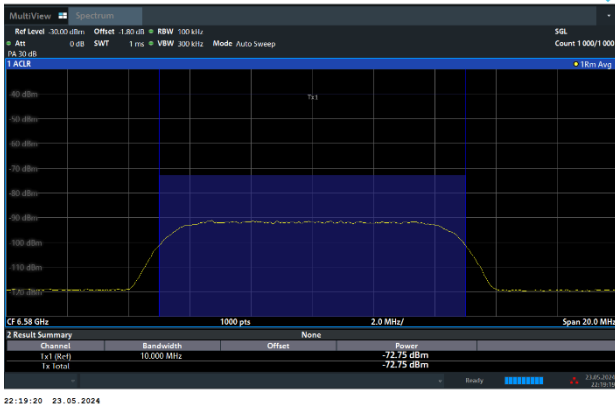 MultiView Spectrum
Ref Level -30.00 dBm Offset -1.80 dB RBW 100 kHz SGL
Att 0 dB SWT 1 ms VBW 300 kHz Mode Auto Sweep Count 1000/1000
PA 30 dB
1 ACLR 1Rm Avg
-40 dBm
Tx1
-50 dBm
-60 dBm
-70 dBm
-80 dBm
-90 dBm
-100 dBm
-110 dBm
-120 dBm
CF 6.58 GHz 1000 pts 2.0 MHz/ Span 20.0 MHz
2 Result Summary None
Channel Bandwidth Offset Power
Tx1 (Ref) 10.000 MHz -72.75 dBm
Tx Total -72.75 dBm
Ready 23.05.2024
22:19:19
22:19:20 23.05.2024